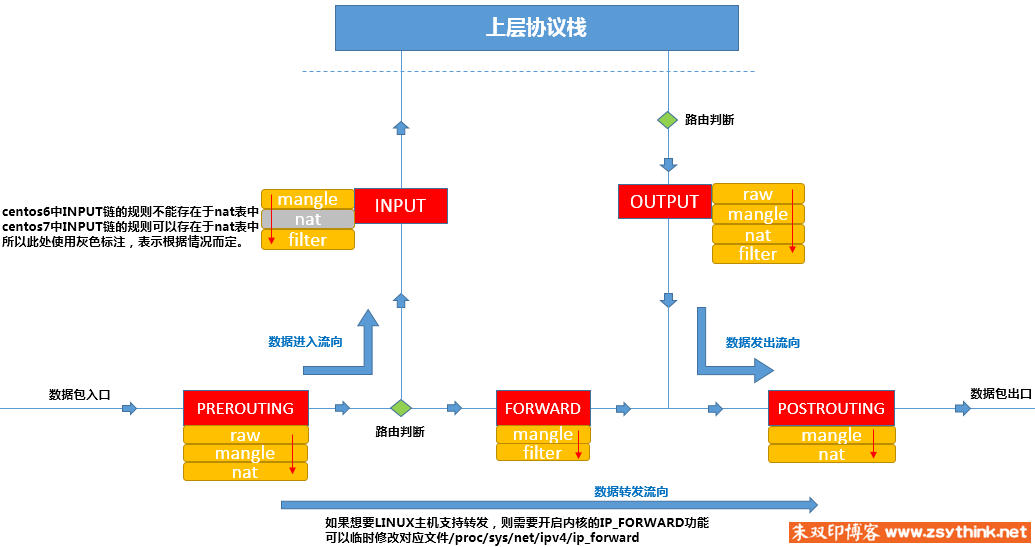 上层协议栈
路由判断
mangle
nat
filter
INPUT
centos6中INPUT链的规则不能存在于nat表中
centos7中INPUT链的规则可以存在于nat表中
所以此处使用灰色标注，表示根据情况而定。
OUTPUT
raw
mangle
nat
filter
数据进入流向
数据发出流向
数据包入口
PREROUTING
raw
mangle
nat
路由判断
FORWARD
mangle
filter
POSTROUTING
mangle
nat
数据包出口
数据转发流向
如果想要LINUX主机支持转发，则需要开启内核的IP_FORWARD功能
可以临时修改对应文件/proc/sys/net/ipv4/ip_forward
朱双印博客 www.zsythink.net